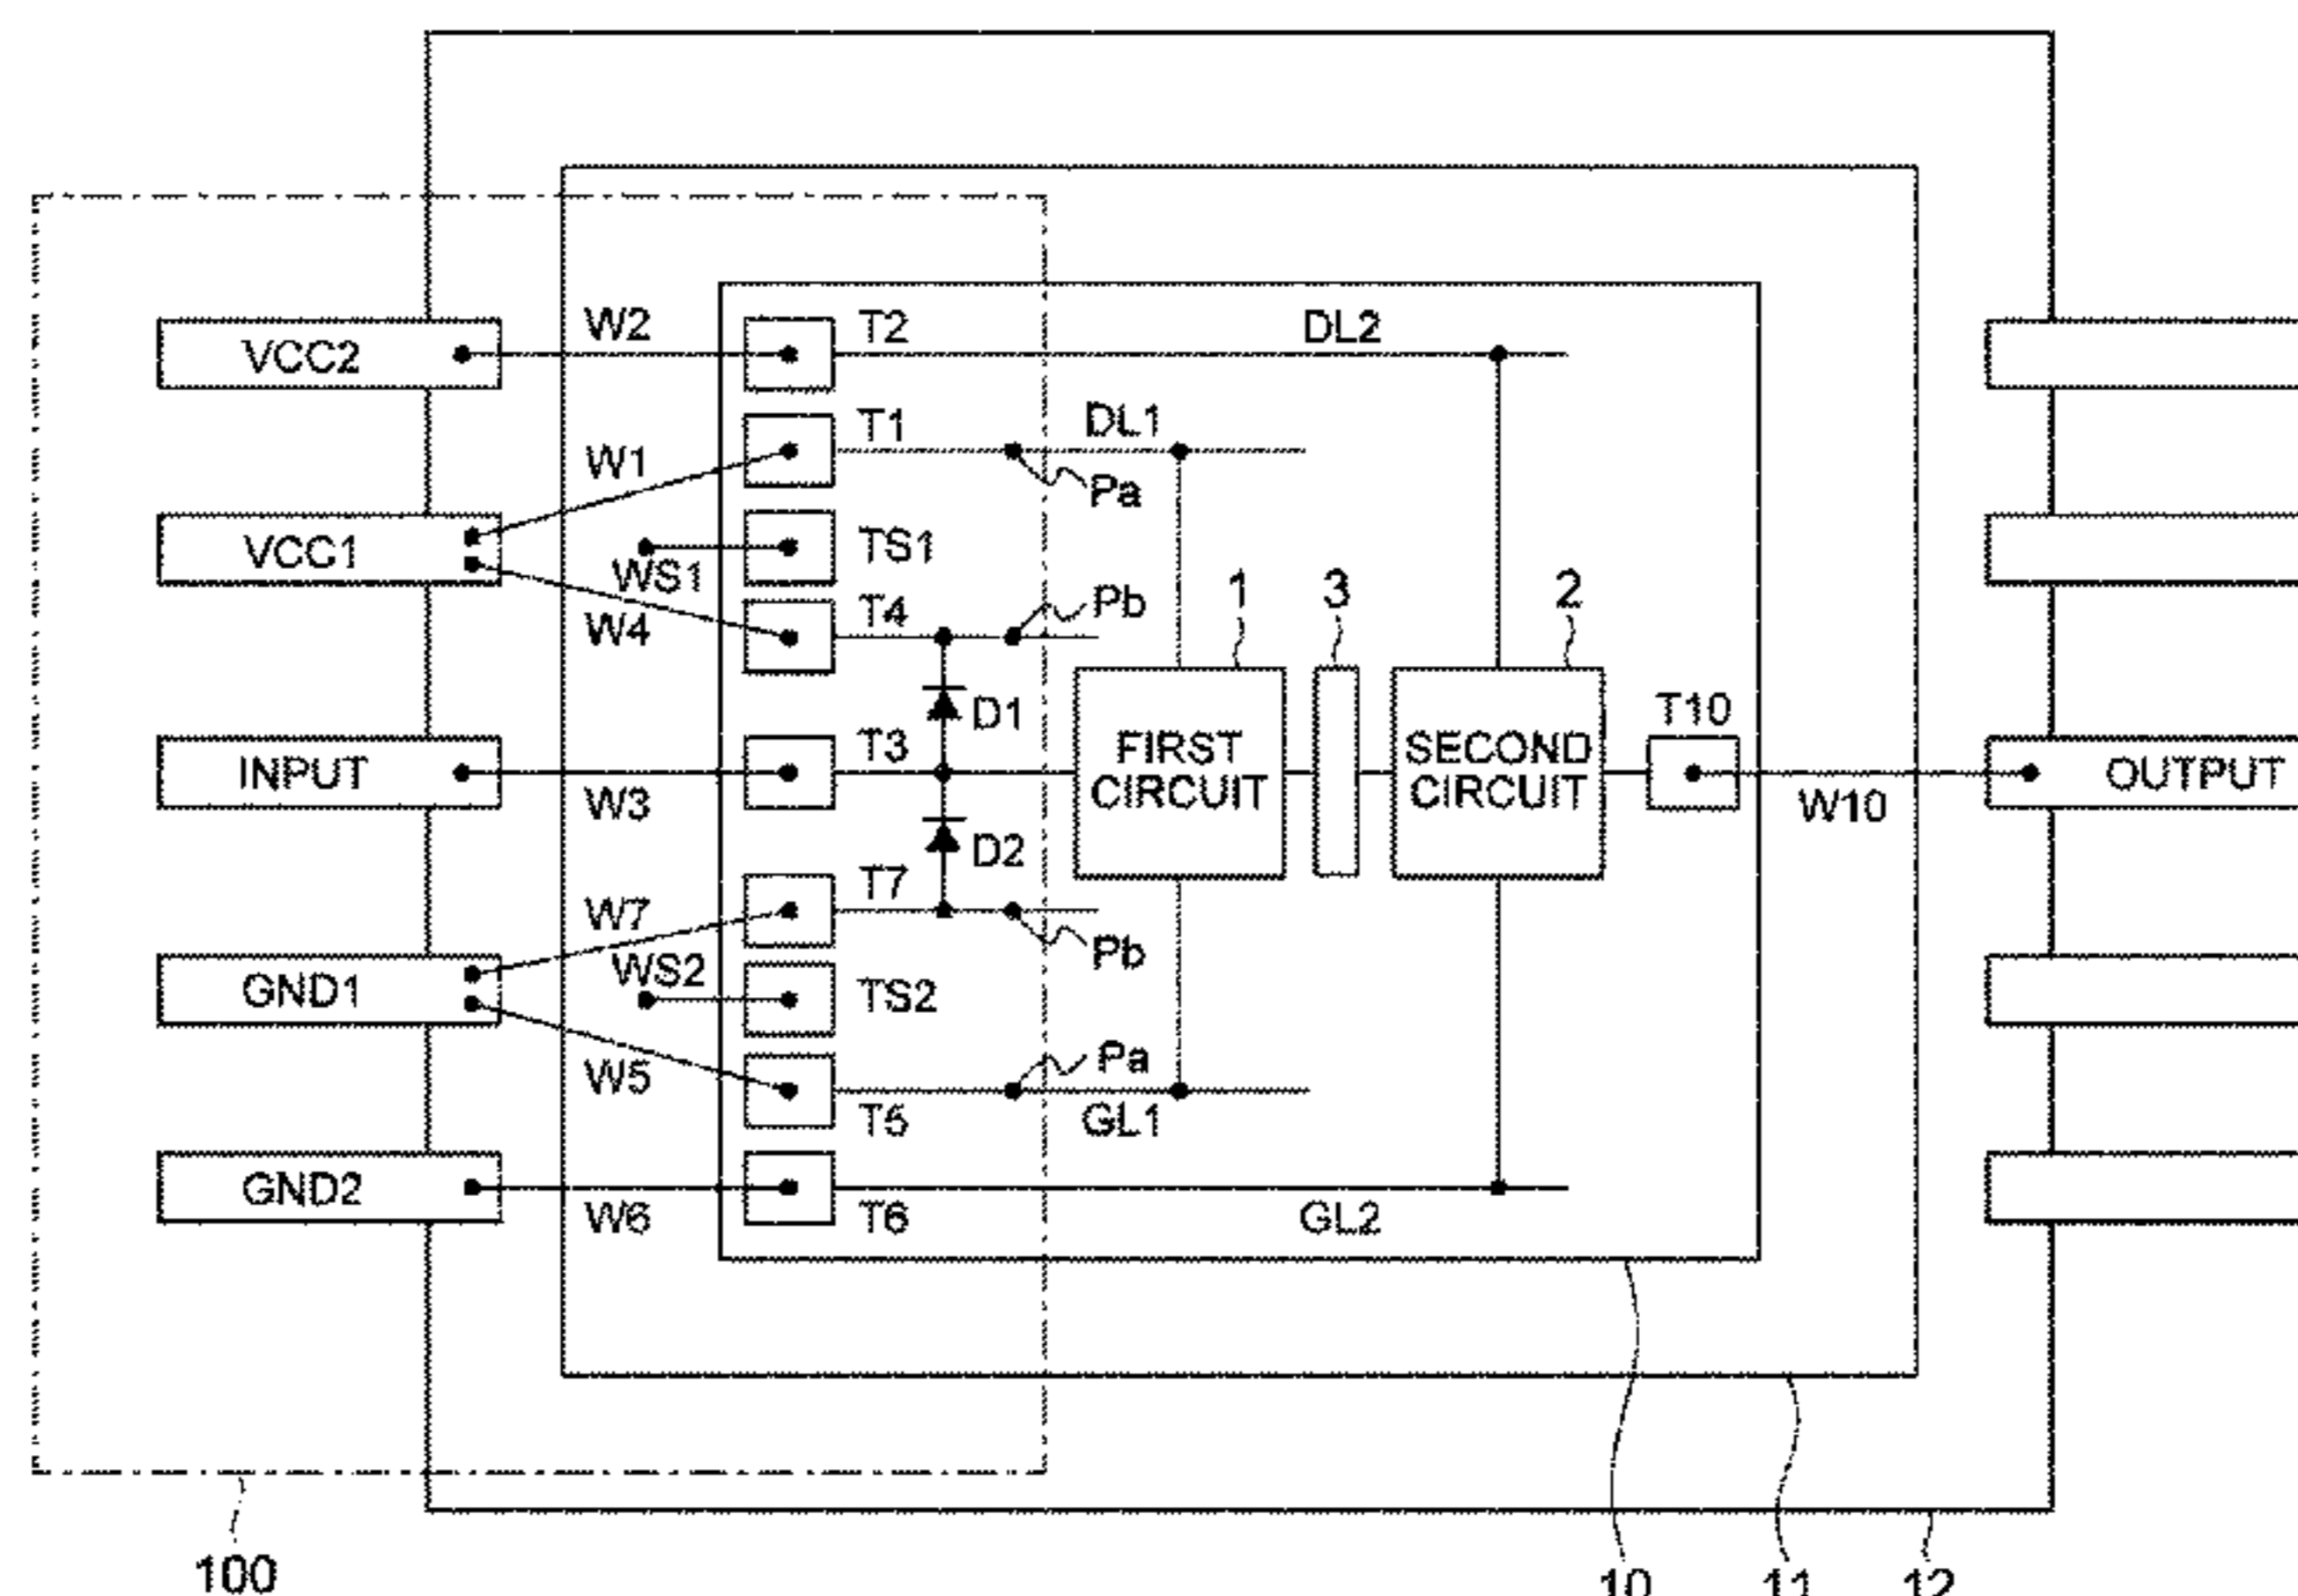 W2
T2
DL2
VCC2
T1
DL1
W1
Pa
VCC1
TS1
WS1
W4
T4
Pb
1
3
2
D1
T10
T3
INPUT
FIRST
CIRCUIT
SECOND
CIRCUIT
OUTPUT
W3
W10
D2
T7
W7
Pb
WS2
GND1
TS2
Pa
W5
T5
GL1
GND2
W6
T6
GL2
100
10
11
12